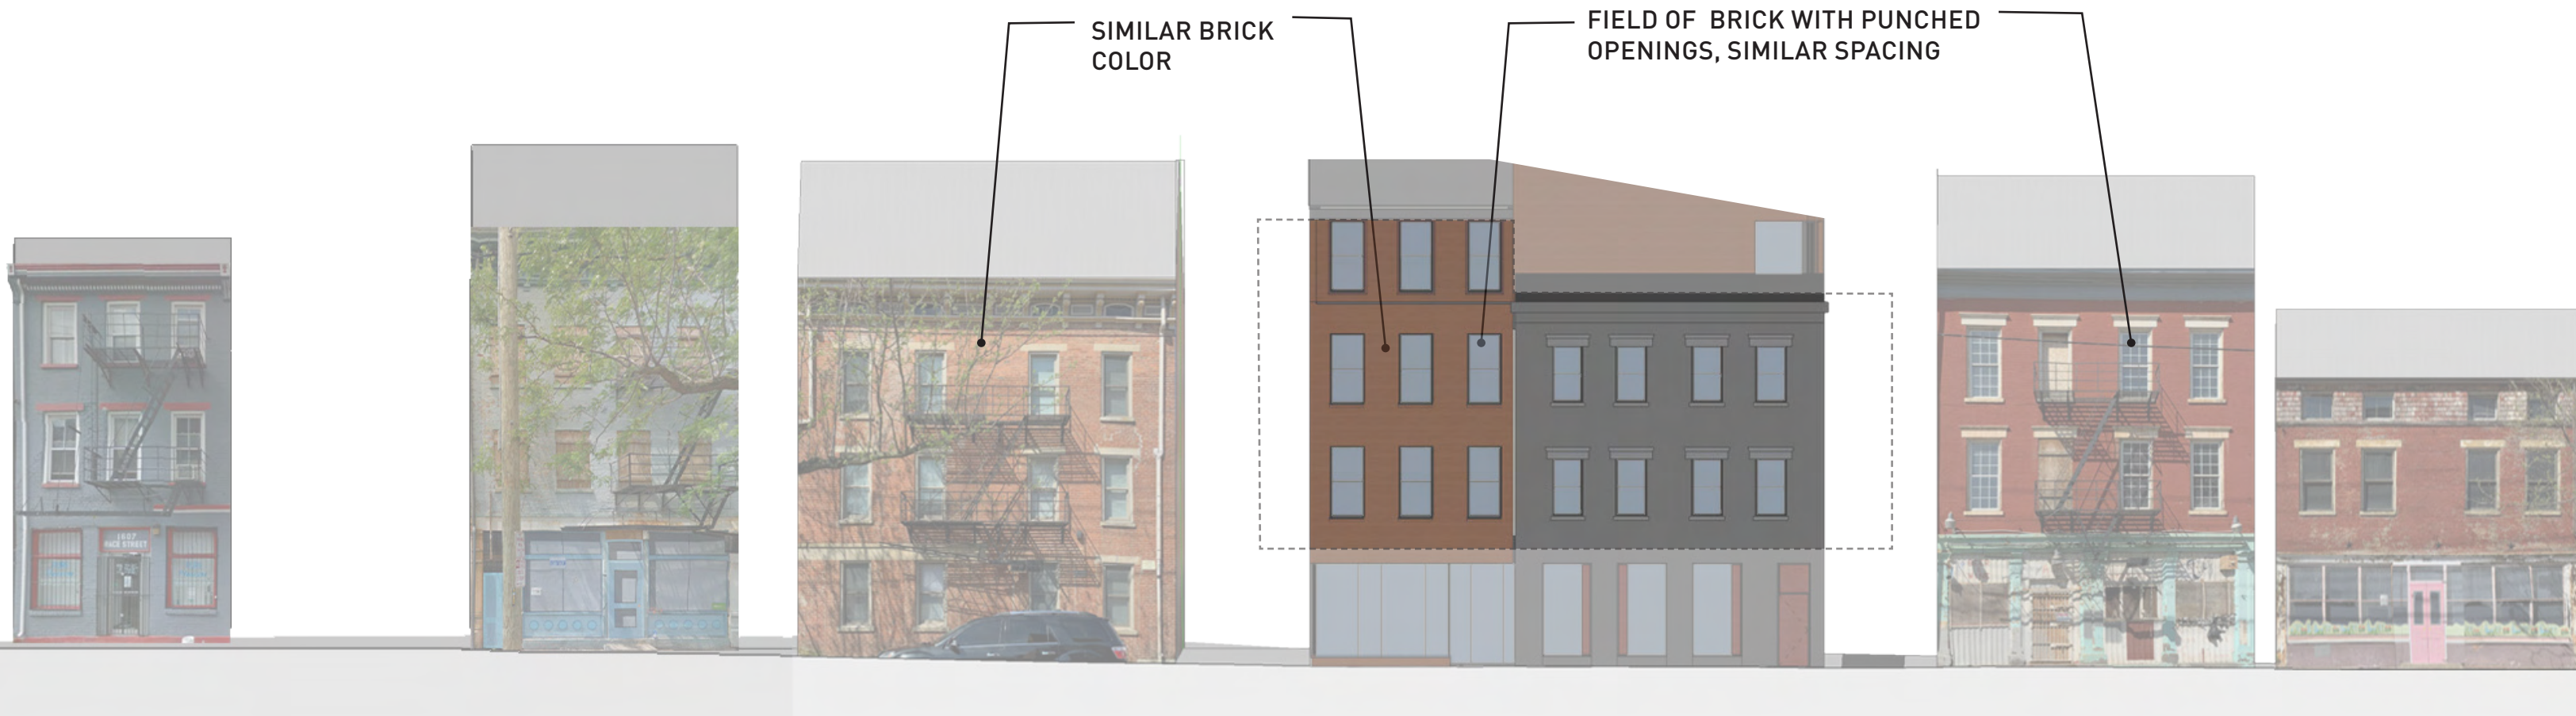 SIMILAR BRICK
COLOR
FIELD OF BRICK WITH PUNCHED
OPENINGS, SIMILAR SPACING
1607
RACE STREET